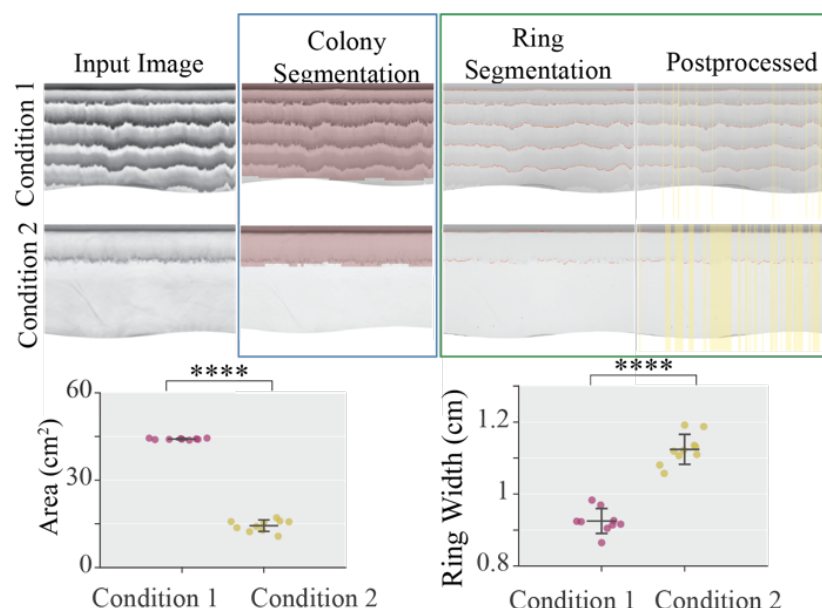 Colony
Segmentation
Ring
Segmentation
Input Image
Postprocessed
Condition 1
Condition 2
****
60
30
0
Area (cm²)
Condition 1 Condition 2
****
1.2
1
0.8
Ring Width (cm)
Condition 1 Condition 2